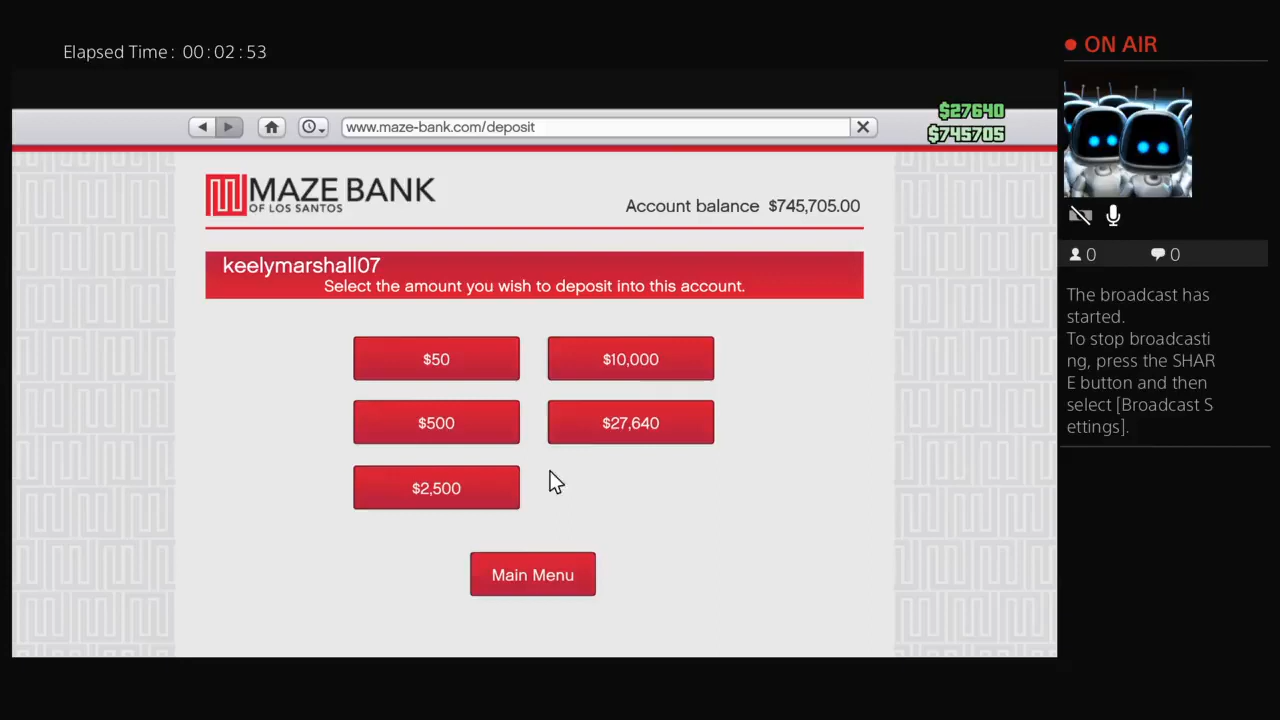 Elapsed Time: 00:02:53
ON AIR
$27640
www.maze-bank.com/deposit
$745705
MAZE BANK
OF LOS SANTOS
Account balance $745,705.00
0 0
keelymarshall07
Select the amount you wish to deposit into this account.
The broadcast has
started.
To stop broadcasti
ng, press the SHAR
E button and then
select [Broadcast S
ettings].
$50 $10,000
$500 $27,640
$2,500
Main Menu